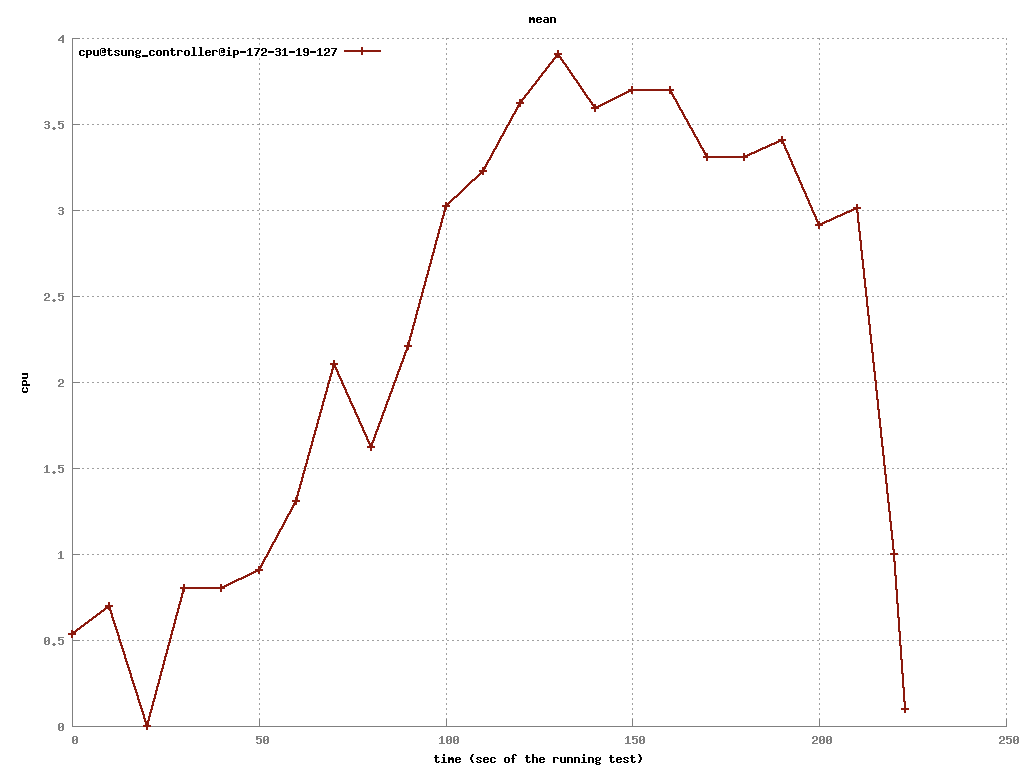 mean
4
cpu@tsung_controller@ip-172-31-19-127
3.5
3
2.5
cpu
2
1.5
1
0.5
0
0 50 100 150 200 250
time (sec of the running test)